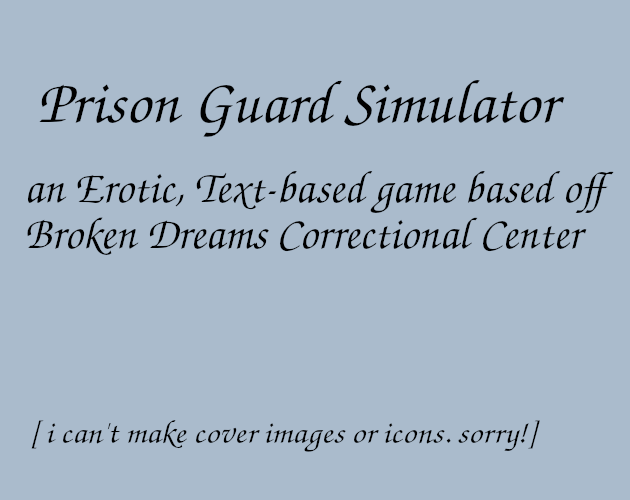 Prison Guard Simulator
an Erotic, Text-based game based off
Broken Dreams Correctional Center
[ i can't make cover images or icons. sorry!]